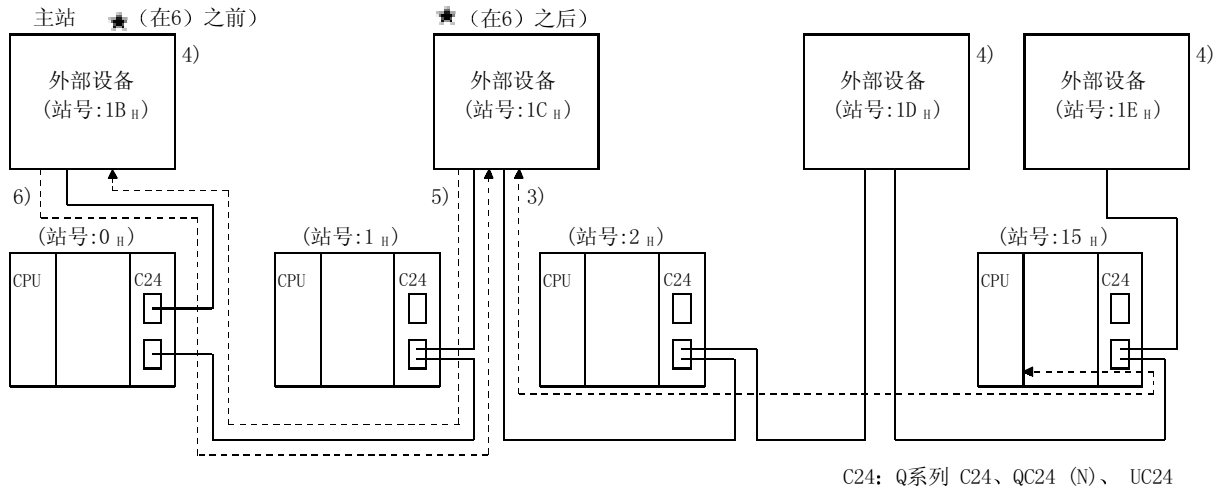 主站 ★（在6）之前） ★（在6）之后）
4) 4) 4)
外部设备 外部设备 外部设备 外部设备
(站号:1B H) (站号:1C H) (站号:1D H) (站号:1E H)
6) 5) 3)
(站号:0 H) (站号:1 H) (站号:2 H) (站号:15 H)
CPU C24 CPU C24 CPU C24 CPU C24
C24: Q系列 C24、QC24 (N)、 UC24